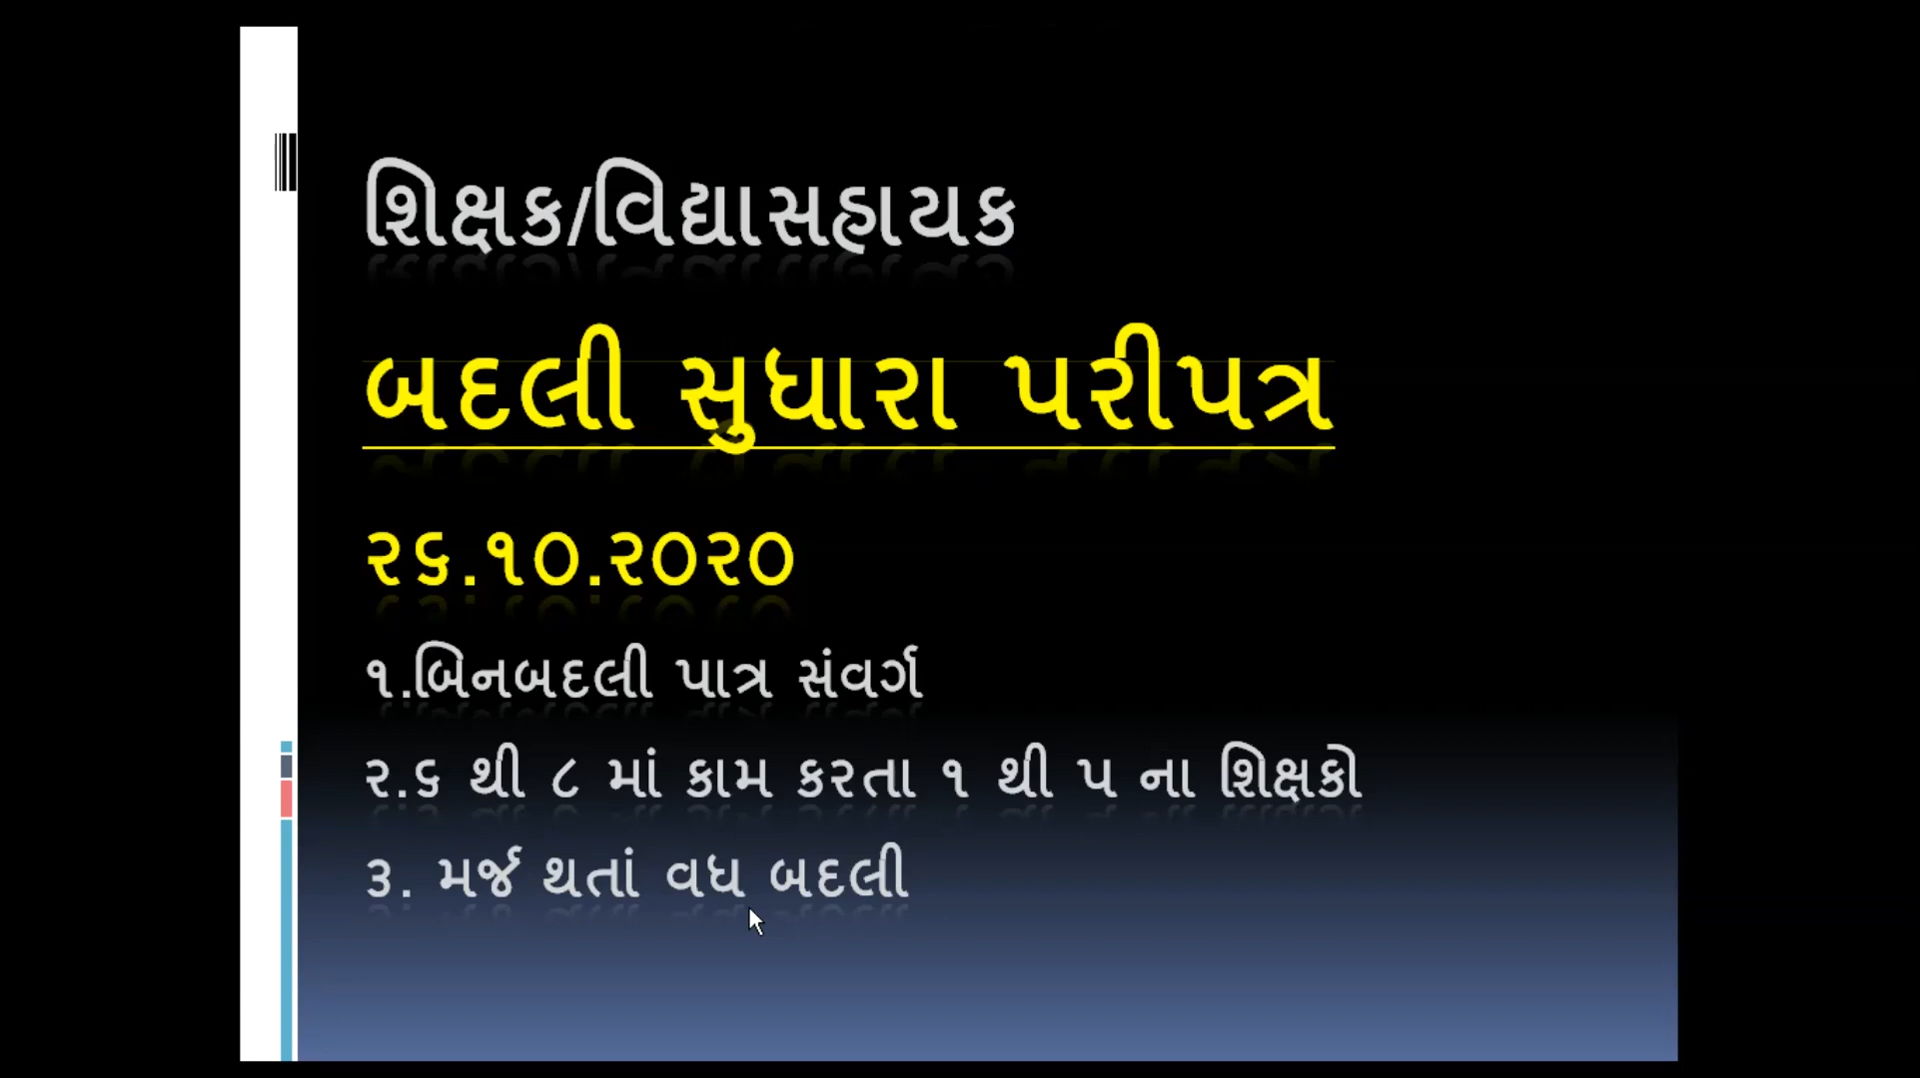 શિક્ષક/વિદ્યાસહાયક
બદલી સુધારા પરીપત્ર
૨૬.૧૦.૨૦૨૦
૧.બિનબદલી પાત્ર સંવર્ગ
૨.૬ થી ૮ માં કામ કરતા ૧ થી ૫ ના શિક્ષકો
૩. મર્જ થતાં વધ બદલી